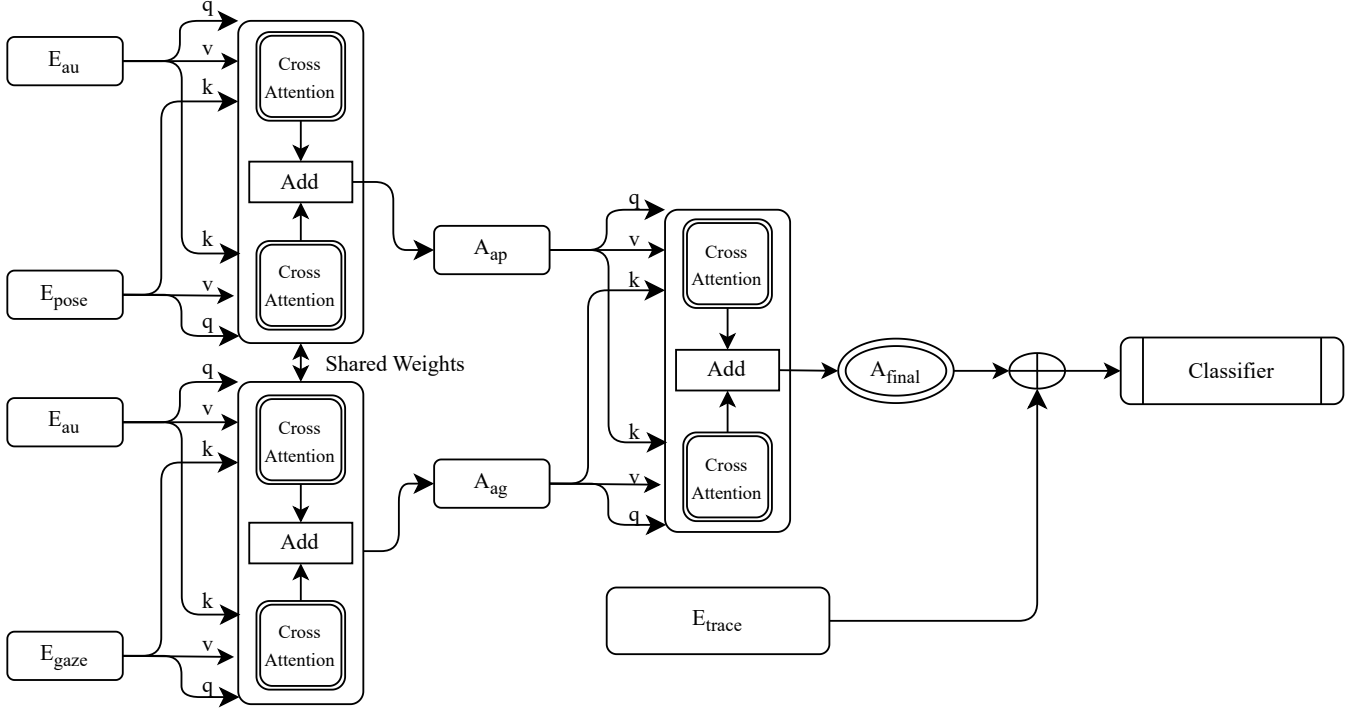 q
E_au
v
k
Cross
Attention
Add
k
Cross
Attention
E_pose
v
q
Shared Weights
q
E_au
v
k
Cross
Attention
Add
k
Cross
Attention
E_gaze
v
q
A_ap
A_ag
q
v
k
Cross
Attention
Add
k
Cross
Attention
v
q
A_final
Classifier
E_trace